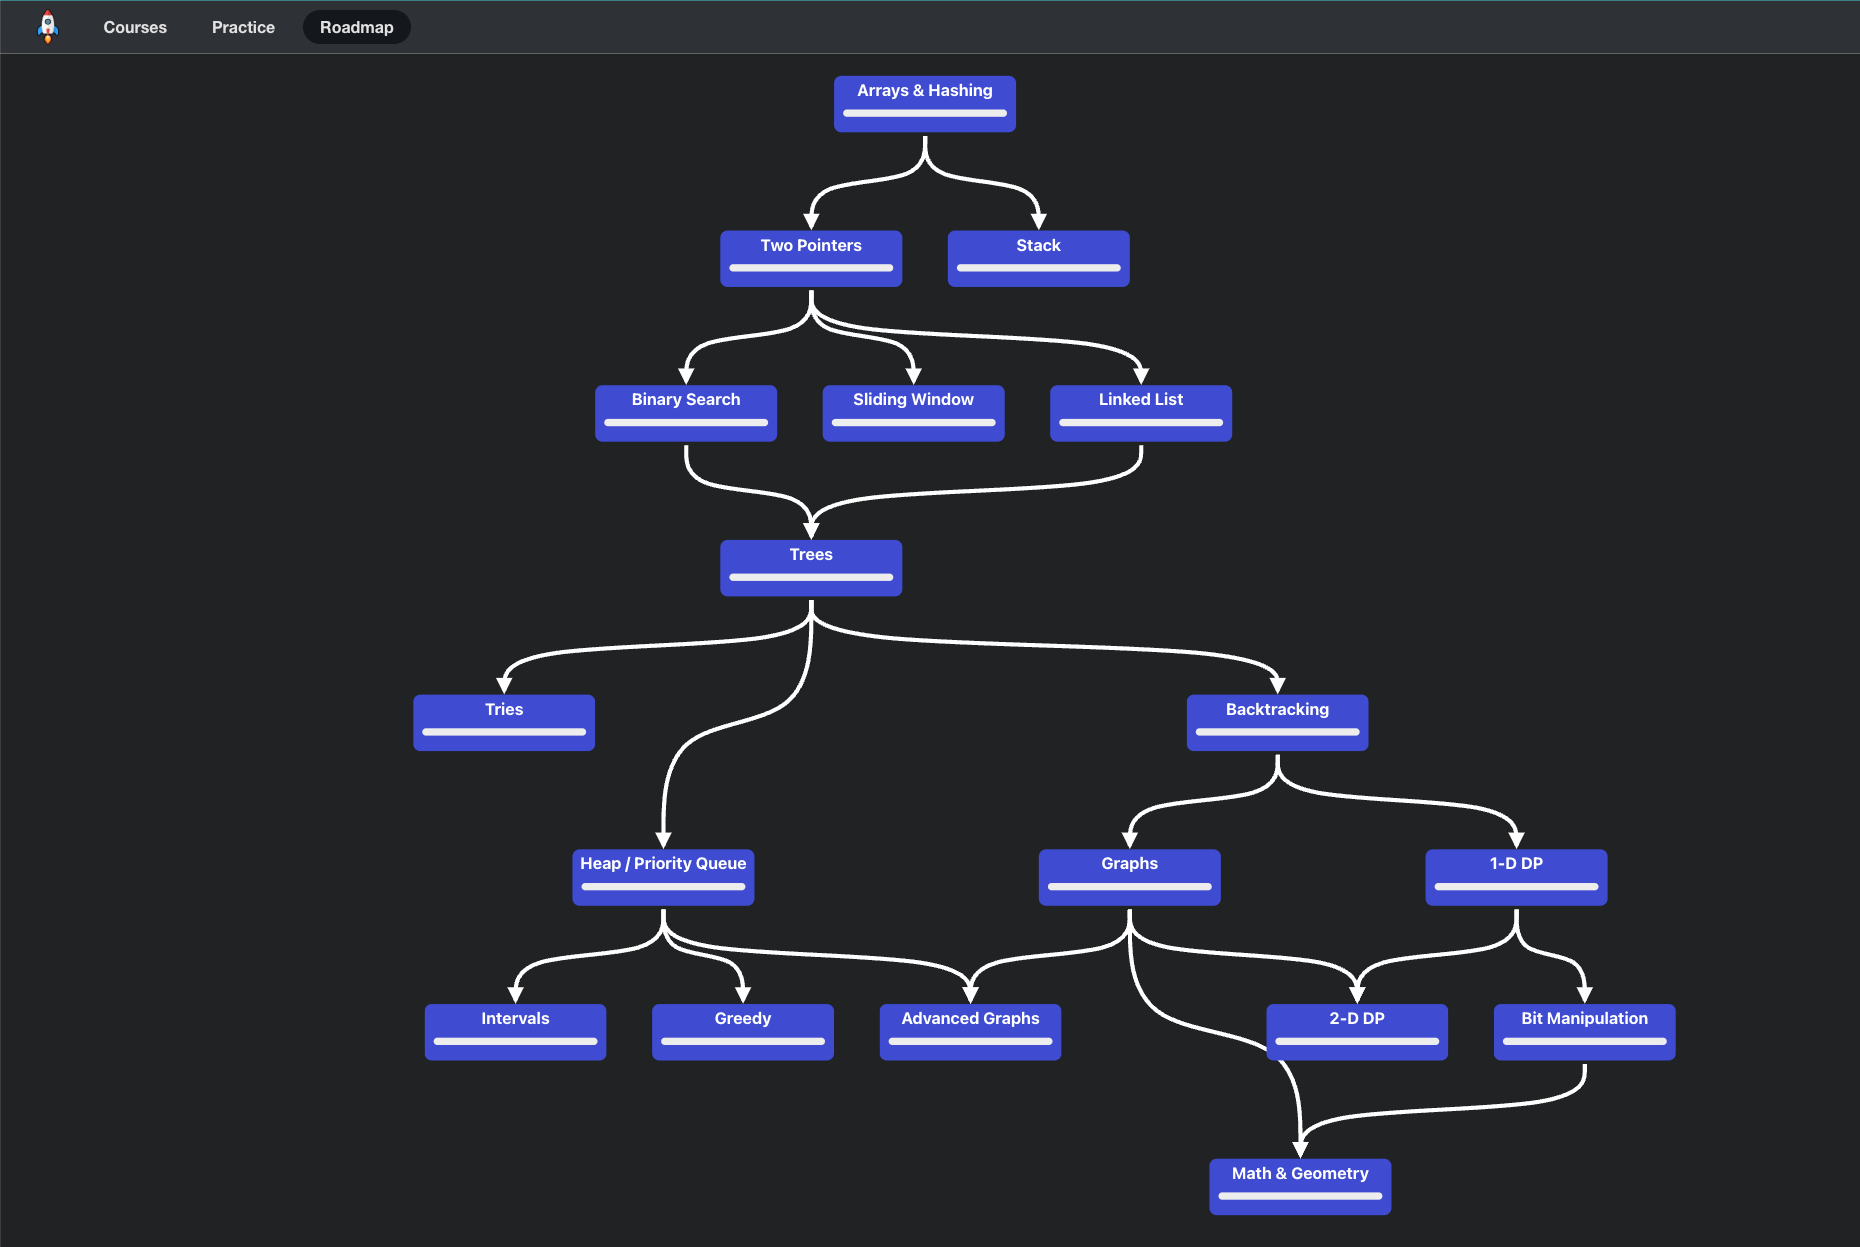 Courses
Practice
Roadmap
Arrays & Hashing
Two Pointers
Stack
Binary Search
Sliding Window
Linked List
Trees
Tries
Backtracking
Heap / Priority Queue
Graphs
1-D DP
Intervals
Greedy
Advanced Graphs
2-D DP
Bit Manipulation
Math & Geometry